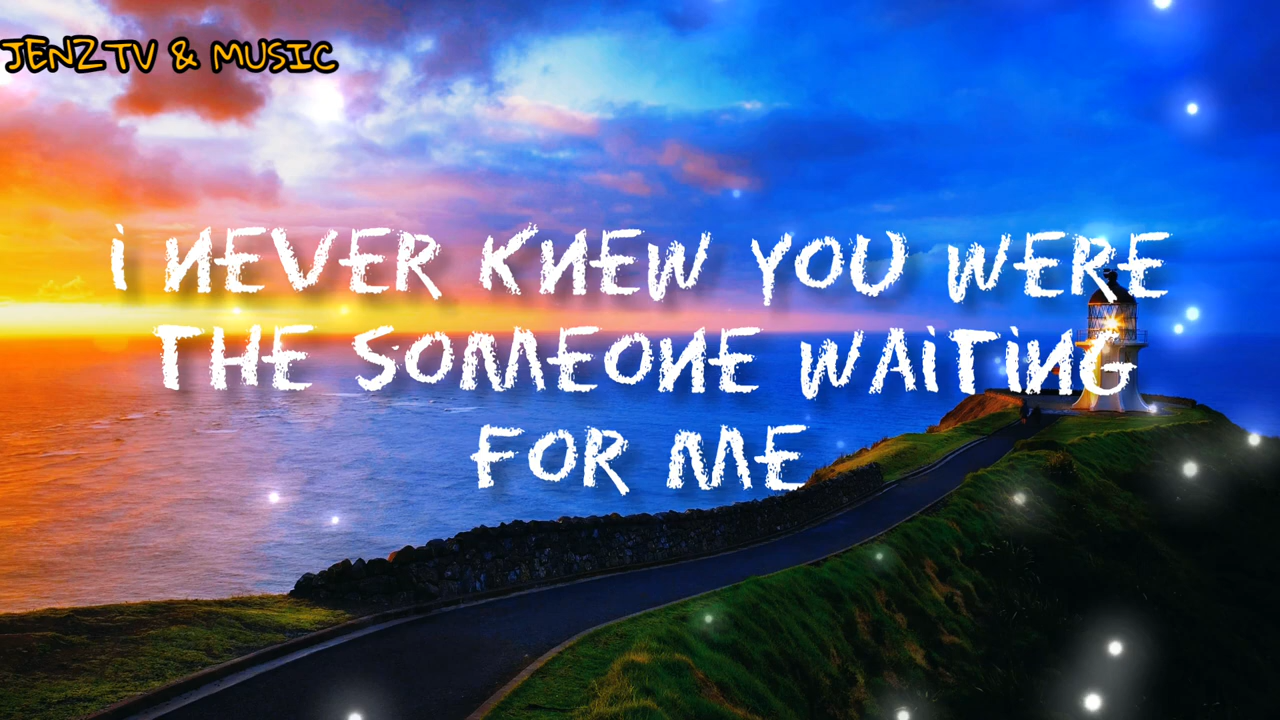 JENZ TV & MUSIC
i NEVER KNEW YOU WERE
THE SOMEONE WAiTiNG
FOR ME